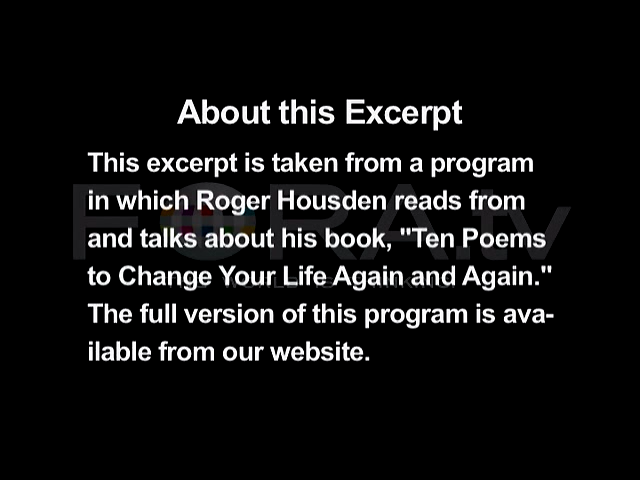 About this Excerpt
This excerpt is taken from a program
in which Roger Housden reads from
and talks about his book, "Ten Poems
to Change Your Life Again and Again."
The full version of this program is ava-
ilable from our website.
FORA.tv